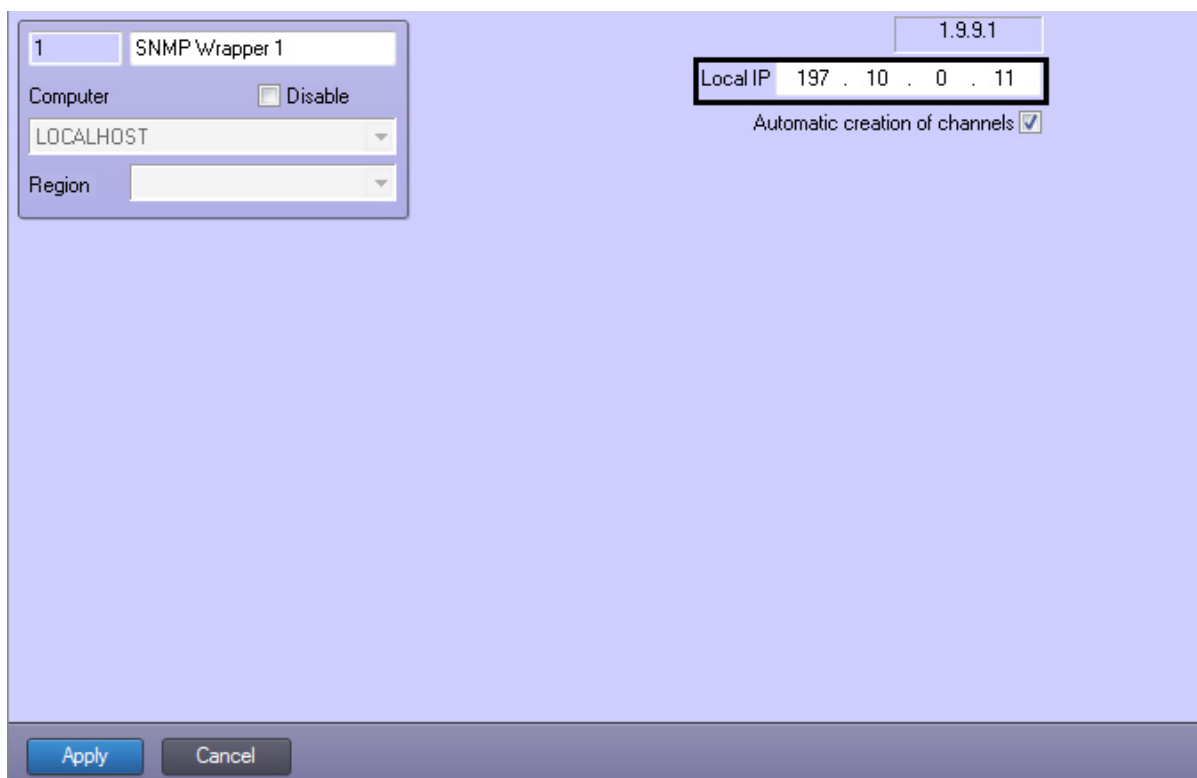 1 SNMP Wrapper 1
Computer Disable
LOCALHOST
Region
1.9.9.1
Local IP 197 . 10 . 0 . 11
Automatic creation of channels
Apply Cancel